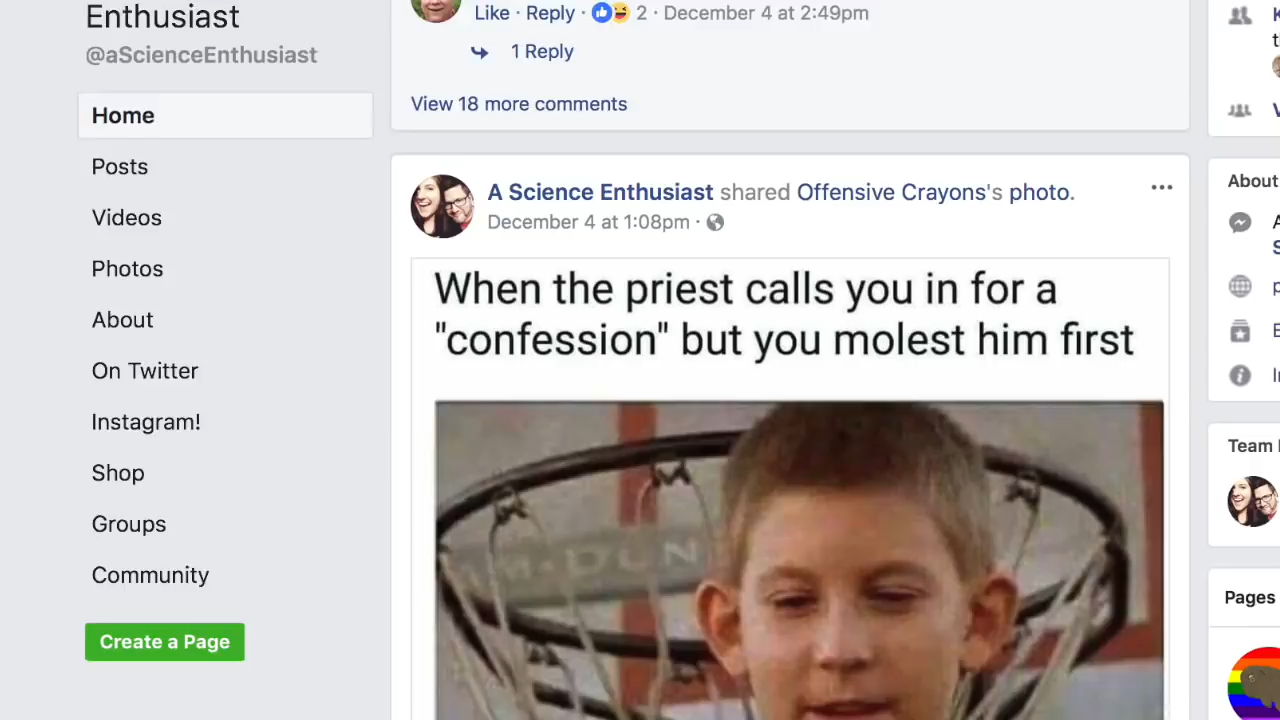 Enthusiast
@aScienceEnthusiast
Home
Posts
Videos
Photos
About
On Twitter
Instagram!
Shop
Groups
Community
Create a Page
Like · Reply · 2 · December 4 at 2:49pm
1 Reply
View 18 more comments
A Science Enthusiast shared Offensive Crayons's photo.
December 4 at 1:08pm ·
When the priest calls you in for a
"confession" but you molest him first
About
Team
Pages